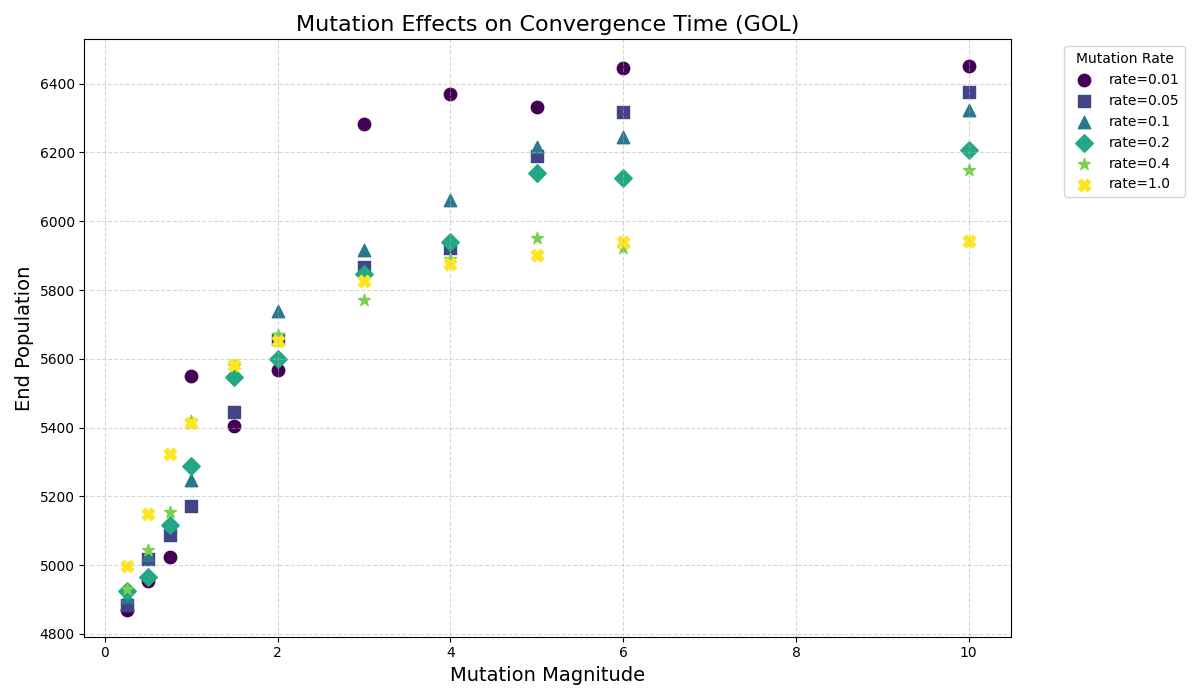 Mutation Effects on Convergence Time (GOL)
End Population
6400
6200
6000
5800
5600
5400
5200
5000
4800
0
2
4
6
8
10
Mutation Magnitude
Mutation Rate
rate=0.01
rate=0.05
rate=0.1
rate=0.2
rate=0.4
rate=1.0